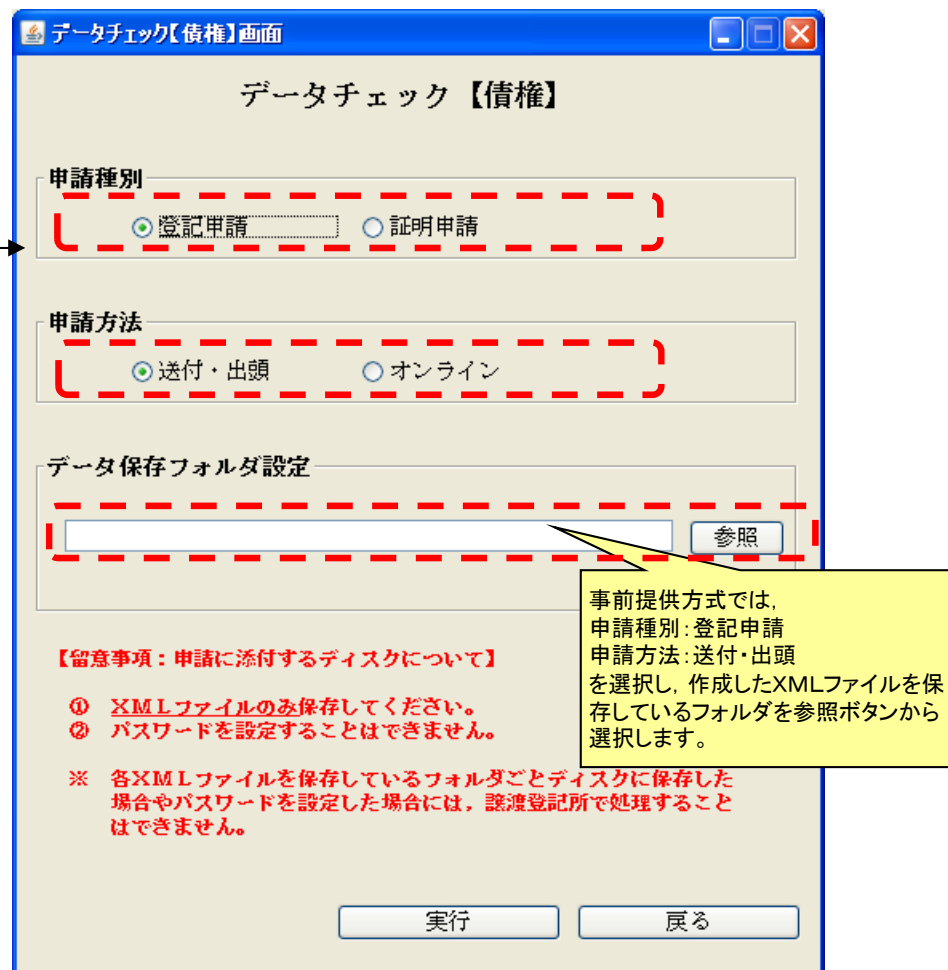 データチェック【債権】画面
データチェック【債権】
申請種別
登記申請 証明申請
申請方法
送付・出頭 オンライン
データ保存フォルダ設定
参照
事前提供方式では,
申請種別:登記申請
申請方法:送付・出頭
を選択し, 作成したXMLファイルを保
存しているフォルダを参照ボタンから
選択します。
【留意事項:申請に添付するディスクについて】
① XMLファイルのみ保存してください。
② パスワードを設定することはできません。
※ 各XMLファイルを保存しているフォルダごとディスクに保存した
場合やパスワードを設定した場合には, 譲渡登記所で処理すること
はできません。
実行 戻る